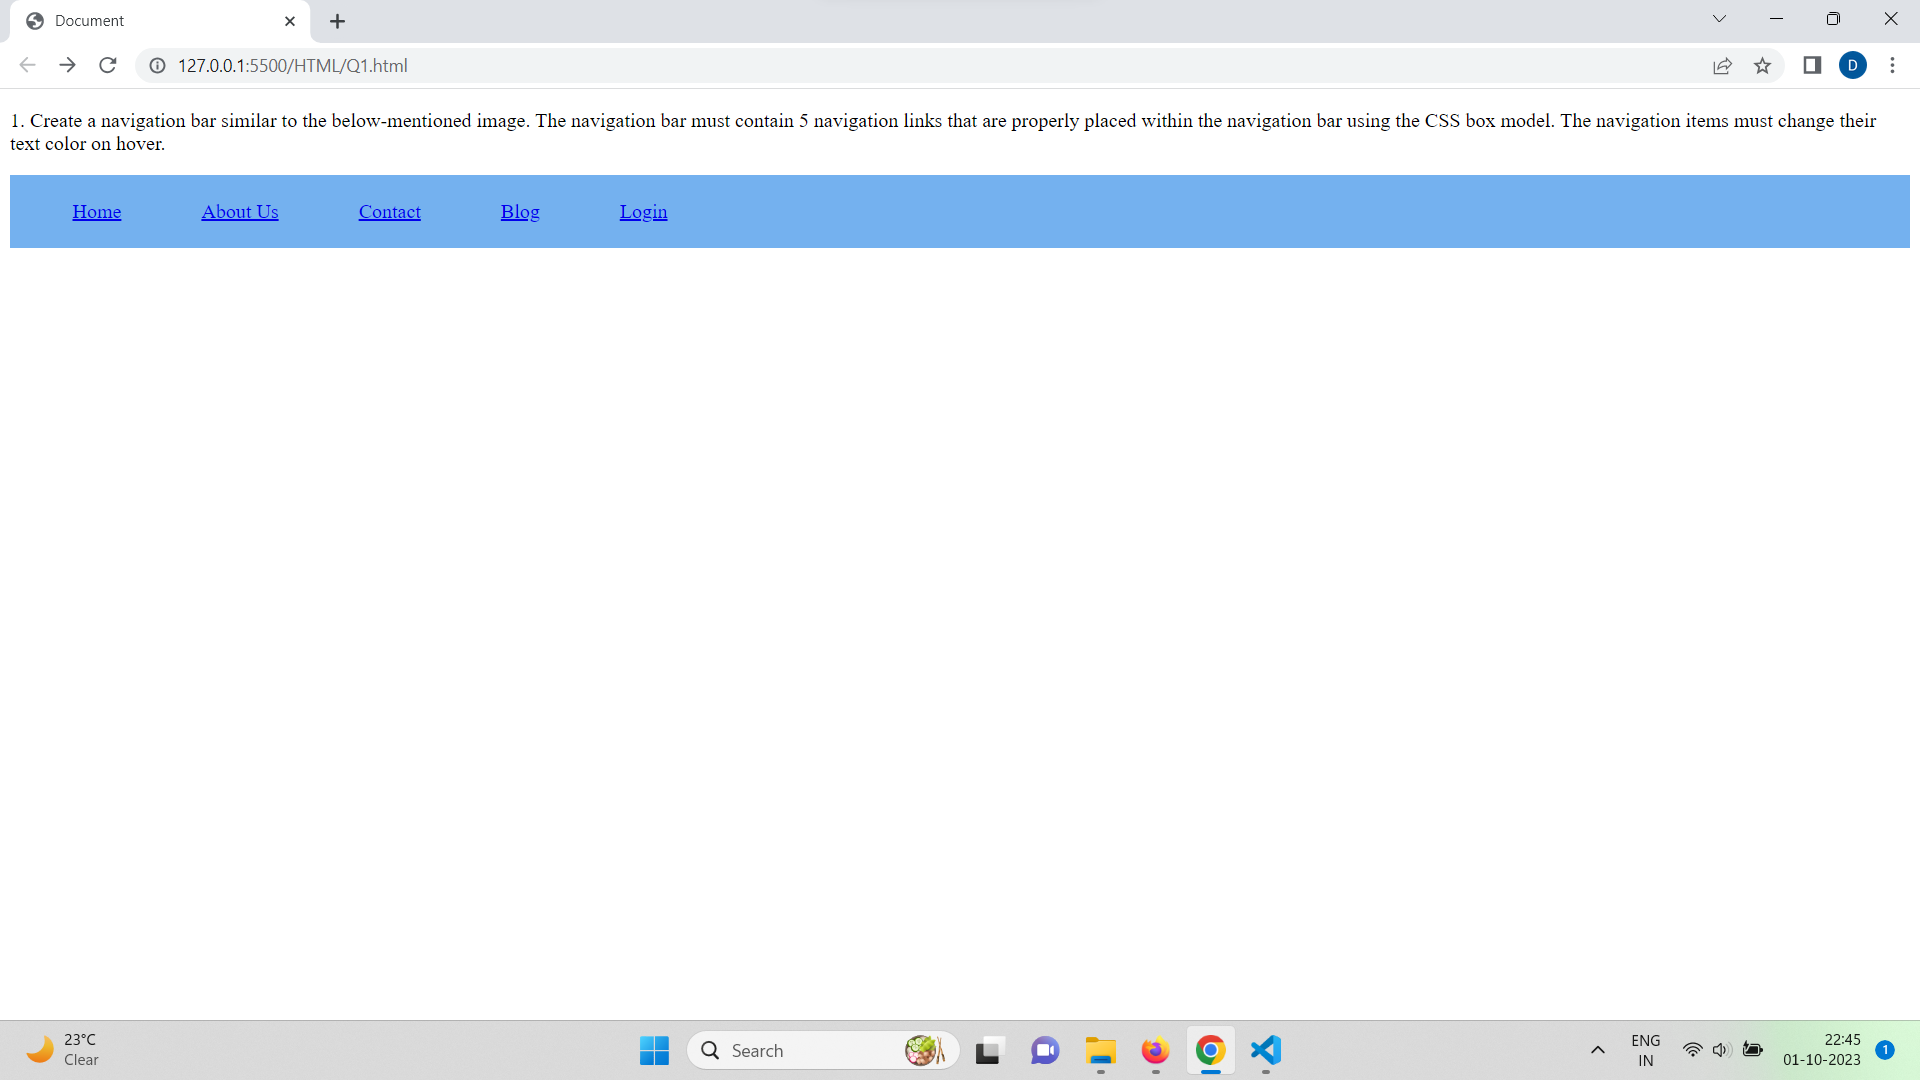 Document
127.0.0.1:5500/HTML/Q1.html
D
1. Create a navigation bar similar to the below-mentioned image. The navigation bar must contain 5 navigation links that are properly placed within the navigation bar using the CSS box model. The navigation items must change their
text color on hover.
Home About Us Contact Blog Login
23°C
Clear
Search
ENG
IN
22:45
01-10-2023
1